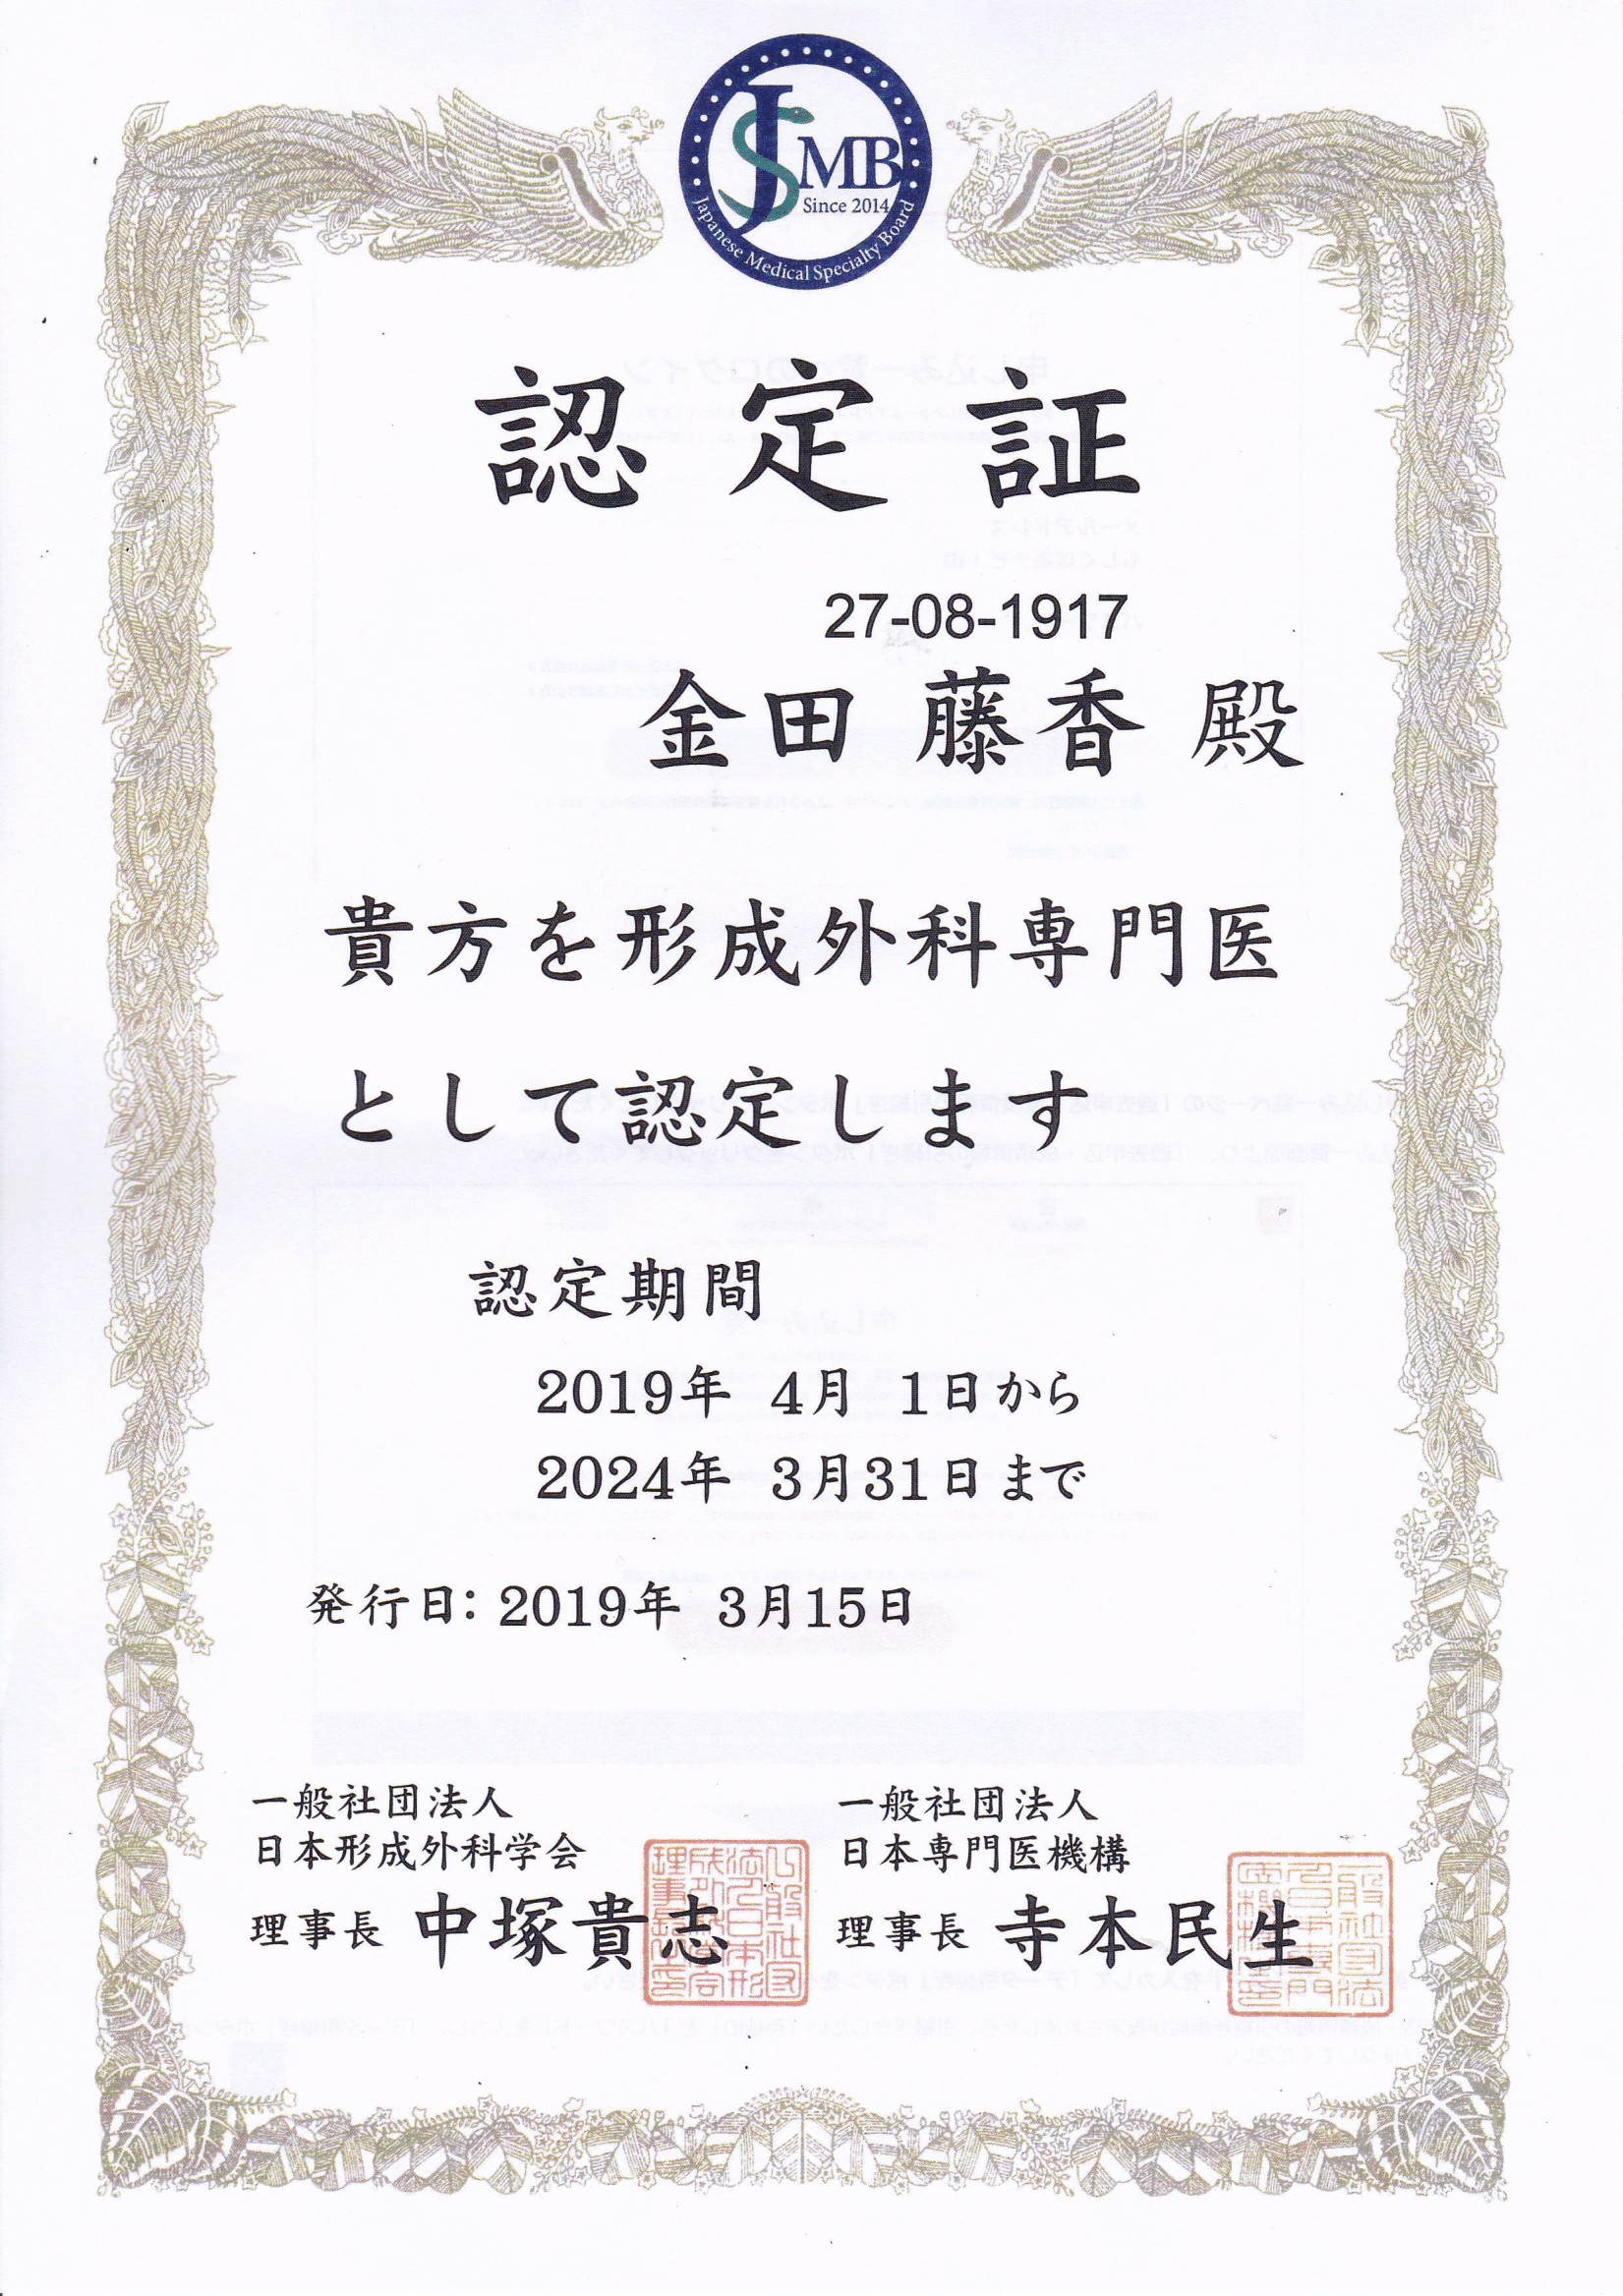 JSMB
Since 2014
Japanese Medical Specialty Board
認定証
27-08-1917
金田 藤香 殿
貴方を形成外科専門医
として認定します
認定期間
2019年 4月 1日から
2024年 3月31日まで
発行日: 2019年 3月15日
一般社団法人
日本形成外科学会
理事長 中塚貴志
一般社団法人
日本専門医機構
理事長 寺本民生